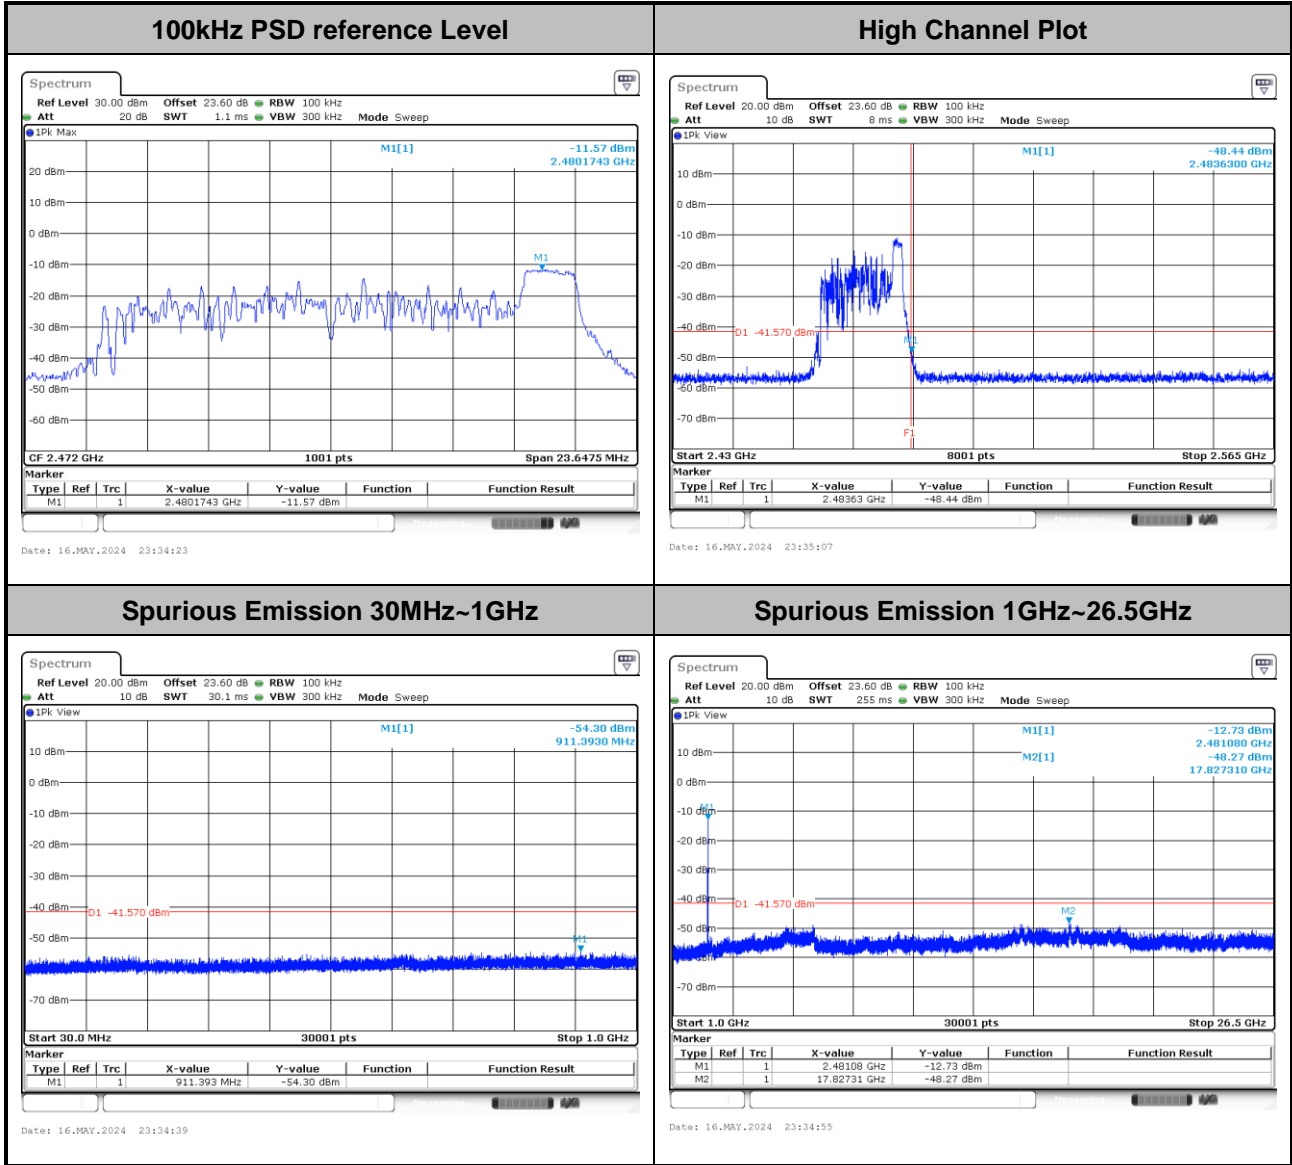 100kHz PSD reference Level
High Channel Plot
Spectrum
Ref Level 30.00 dBm Offset 23.60 dB RBW 100 kHz
Att 20 dB SWT 1.1 ms VBW 300 kHz Mode Sweep
1Pk Max
M1[1] -11.57 dBm
2.4801743 GHz
20 dBm
10 dBm
0 dBm
M1
-10 dBm
-20 dBm
-30 dBm
-40 dBm
-50 dBm
-60 dBm
CF 2.472 GHz 1001 pts Span 23.6475 MHz
Marker
Type Ref Trc X-value Y-value Function Function Result
M1 1 2.4801743 GHz -11.57 dBm
Date: 16.MAY.2024 23:34:23
Spectrum
Ref Level 20.00 dBm Offset 23.60 dB RBW 100 kHz
Att 10 dB SWT 8 ms VBW 300 kHz Mode Sweep
1Pk View
M1[1] -48.44 dBm
2.4836300 GHz
10 dBm
0 dBm
-10 dBm
-20 dBm
-30 dBm
-40 dBm
D1 -41.570 dBm
M1
-50 dBm
-60 dBm
-70 dBm
F1
Start 2.43 GHz 8001 pts Stop 2.565 GHz
Marker
Type Ref Trc X-value Y-value Function Function Result
M1 1 2.48363 GHz -48.44 dBm
Date: 16.MAY.2024 23:35:07
Spurious Emission 30MHz~1GHz
Spurious Emission 1GHz~26.5GHz
Spectrum
Ref Level 20.00 dBm Offset 23.60 dB RBW 100 kHz
Att 10 dB SWT 30.1 ms VBW 300 kHz Mode Sweep
1Pk View
M1[1] -54.30 dBm
911.3930 MHz
10 dBm
0 dBm
-10 dBm
-20 dBm
-30 dBm
-40 dBm
D1 -41.570 dBm
-50 dBm
M1
-70 dBm
Start 30.0 MHz 30001 pts Stop 1.0 GHz
Marker
Type Ref Trc X-value Y-value Function Function Result
M1 1 911.393 MHz -54.30 dBm
Date: 16.MAY.2024 23:34:39
Spectrum
Ref Level 20.00 dBm Offset 23.60 dB RBW 100 kHz
Att 10 dB SWT 255 ms VBW 300 kHz Mode Sweep
1Pk View
M1[1] -12.73 dBm
2.481080 GHz
M2[1] -48.27 dBm
17.827310 GHz
10 dBm
0 dBm
M1
-10 dBm
-20 dBm
-30 dBm
-40 dBm
D1 -41.570 dBm
M2
-50 dBm
-70 dBm
Start 1.0 GHz 30001 pts Stop 26.5 GHz
Marker
Type Ref Trc X-value Y-value Function Function Result
M1 1 2.48108 GHz -12.73 dBm
M2 1 17.82731 GHz -48.27 dBm
Date: 16.MAY.2024 23:34:55